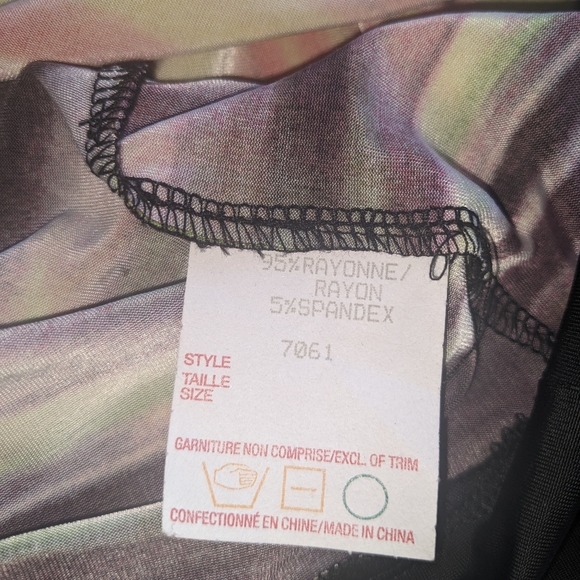 95%RAYONNE/
RAYON
5%SPANDEX
7061
STYLE
TAILLE
SIZE
GARNITURE NON COMPRISE/EXCL. OF TRIM
CONFECTIONNÉ EN CHINE/MADE IN CHINA